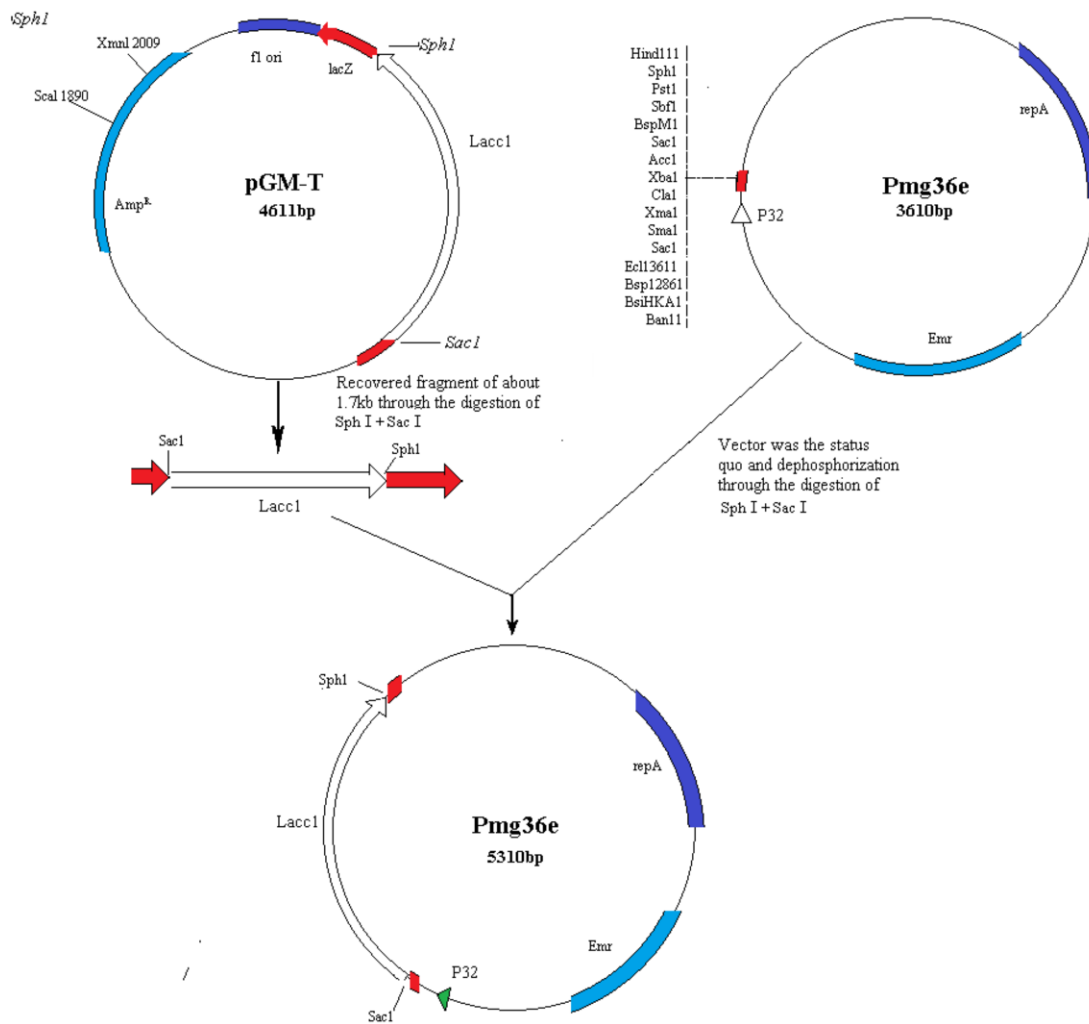 Sph1
Xmnl 2009
Scal 1890
f1 ori
lacZ
Sph1
Lacc1
pGM-T
4611bp
Amp^R
Sac1
Recovered fragment of about
1.7kb through the digestion of
Sph I + Sac I
Sac1
Sph1
Lacc1
Hind111
Sph1
Pst1
Sbf1
BspM1
Sac1
Acc1
Xba1
Cla1
Xma1
Sma1
Sac1
Ecl13611
Bsp12861
BsiHKA1
Ban11
repA
Pmg36e
3610bp
P32
Emr
Vector was the status
quo and dephosphorization
through the digestion of
Sph I + Sac I
Sph1
repA
Lacc1
Pmg36e
5310bp
Emr
P32
Sac1